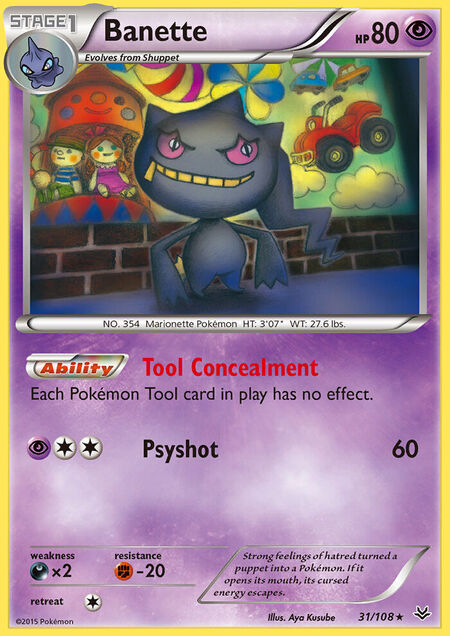 STAGE1
Banette
HP80
Evolves from Shuppet
NO. 354 Marionette Pokémon HT: 3'07" WT: 27.6 lbs.
Ability Tool Concealment
Each Pokémon Tool card in play has no effect.
Psyshot 60
weakness resistance
×2 -20
retreat
Strong feelings of hatred turned a
puppet into a Pokémon. If it
opens its mouth, its cursed
energy escapes.
©2015 Pokémon
Illus. Aya Kusube
31/108★